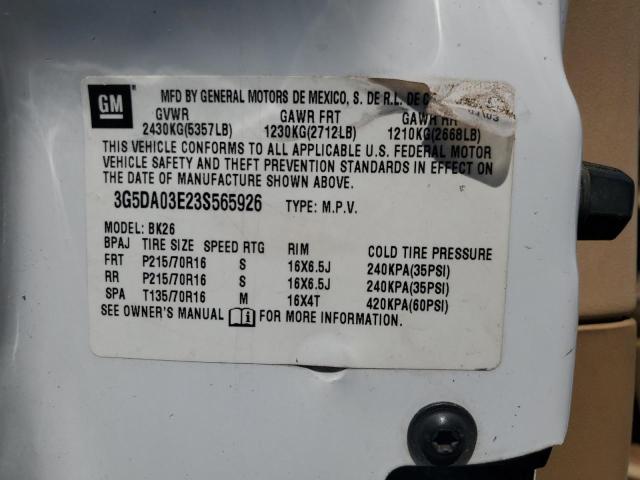 GM
MFD BY GENERAL MOTORS DE MEXICO, S. DE R.L. DE C
GVWR GAWR FRT GAWR RR
2430KG(5357LB) 1230KG(2712LB) 1210KG(2668LB)
THIS VEHICLE CONFORMS TO ALL APPLICABLE U.S. FEDERAL MOTOR
VEHICLE SAFETY AND THEFT PREVENTION STANDARDS IN EFFECT ON
THE DATE OF MANUFACTURE SHOWN ABOVE.
3G5DA03E23S565926 TYPE: M.P.V.
MODEL: BK26
BPAJ TIRE SIZE SPEED RTG RIM COLD TIRE PRESSURE
FRT P215/70R16 S 16X6.5J 240KPA(35PSI)
RR P215/70R16 S 16X6.5J 240KPA(35PSI)
SPA T135/70R16 M 16X4T 420KPA(60PSI)
SEE OWNER'S MANUAL i FOR MORE INFORMATION.